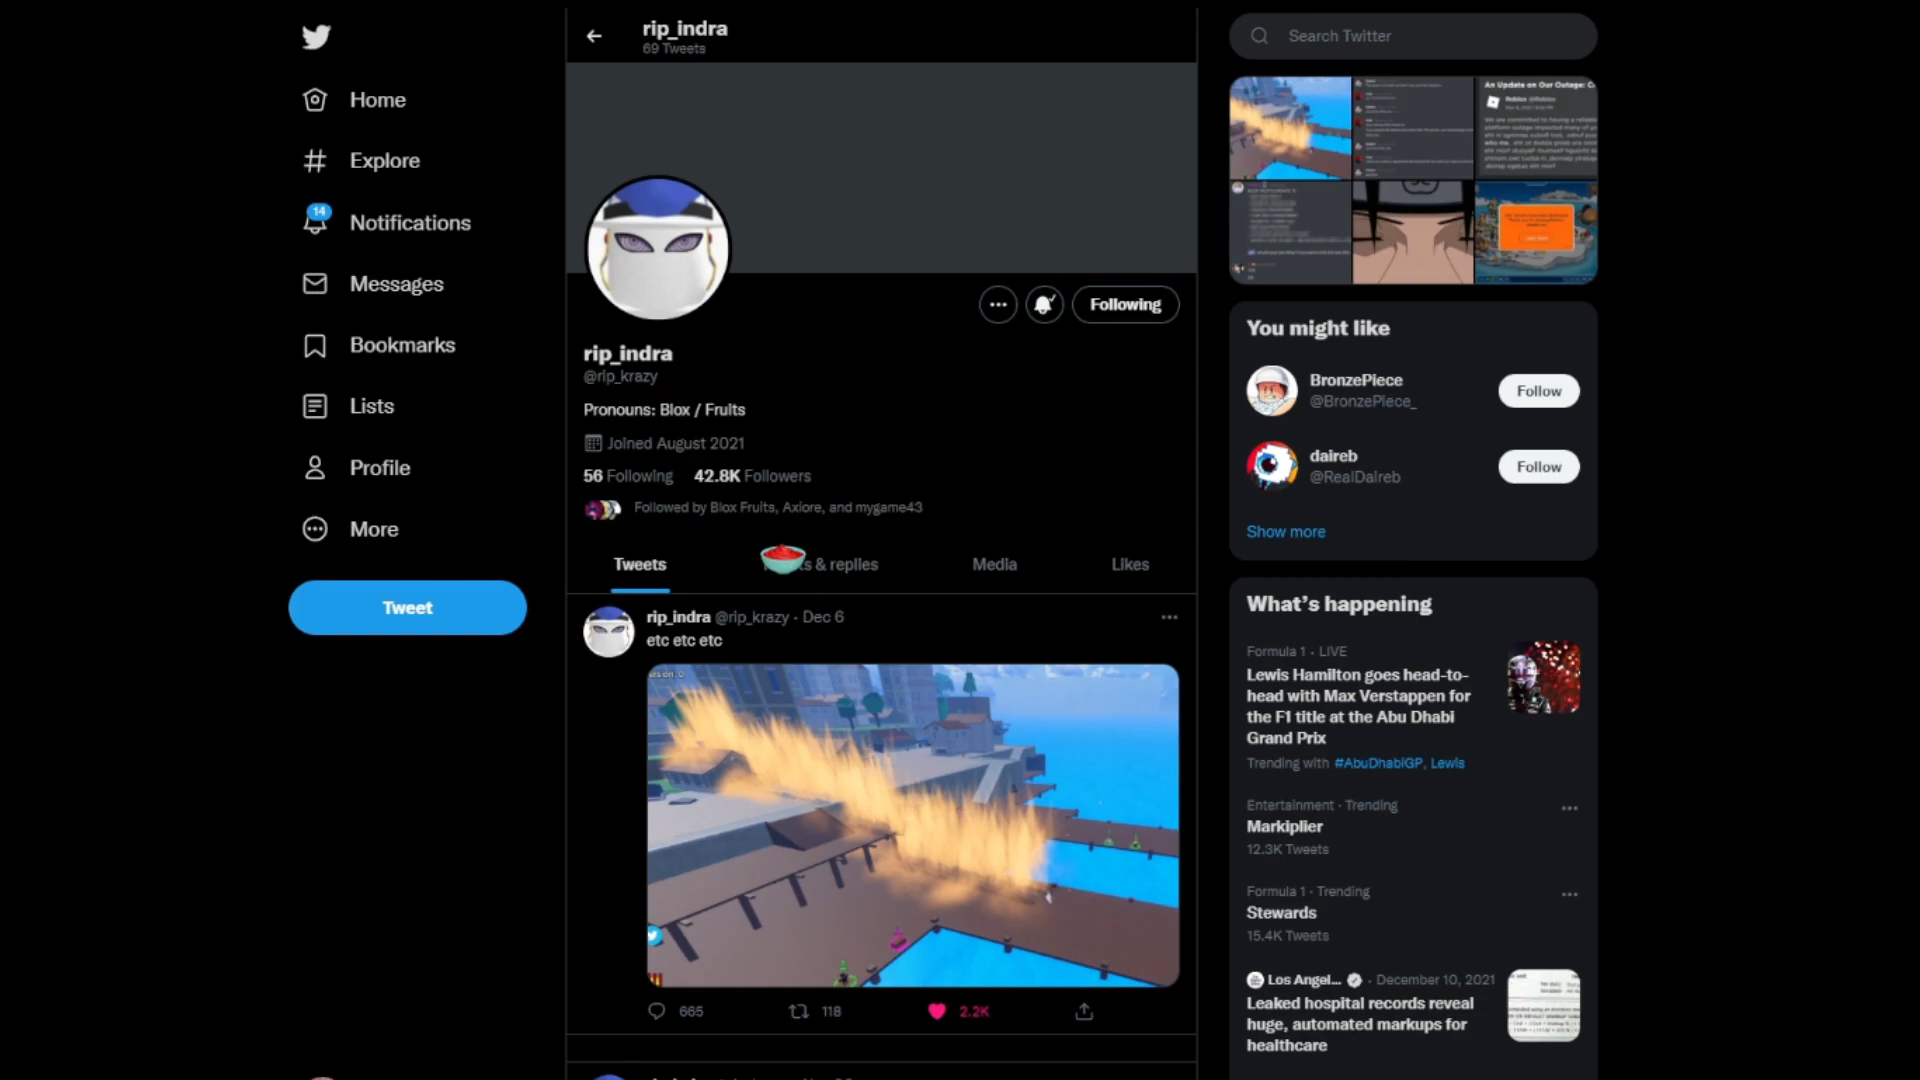 Home
Explore
14
Notifications
Messages
Bookmarks
Lists
Profile
More
Tweet
rip_indra
69 Tweets
Following
rip_indra
@rip_krazy
Pronouns: Blox / Fruits
Joined August 2021
56 Following 42.8K Followers
Followed by Blox Fruits, Axiore, and mygame43
Tweets
& replies
Media
Likes
rip_indra @rip_krazy · Dec 6
etc etc etc
665
118
2.2K
Search Twitter
An Update on Our Outage:
You might like
BronzePiece
@BronzePiece_
Follow
daireb
@RealDaireb
Follow
Show more
What's happening
Formula 1 · LIVE
Lewis Hamilton goes head-to-
head with Max Verstappen for
the F1 title at the Abu Dhabi
Grand Prix
Trending with #AbuDhabiGP, Lewis
Entertainment · Trending
Markiplier
12.3K Tweets
Formula 1 · Trending
Stewards
15.4K Tweets
Los Angel... · December 10, 2021
Leaked hospital records reveal
huge, automated markups for
healthcare